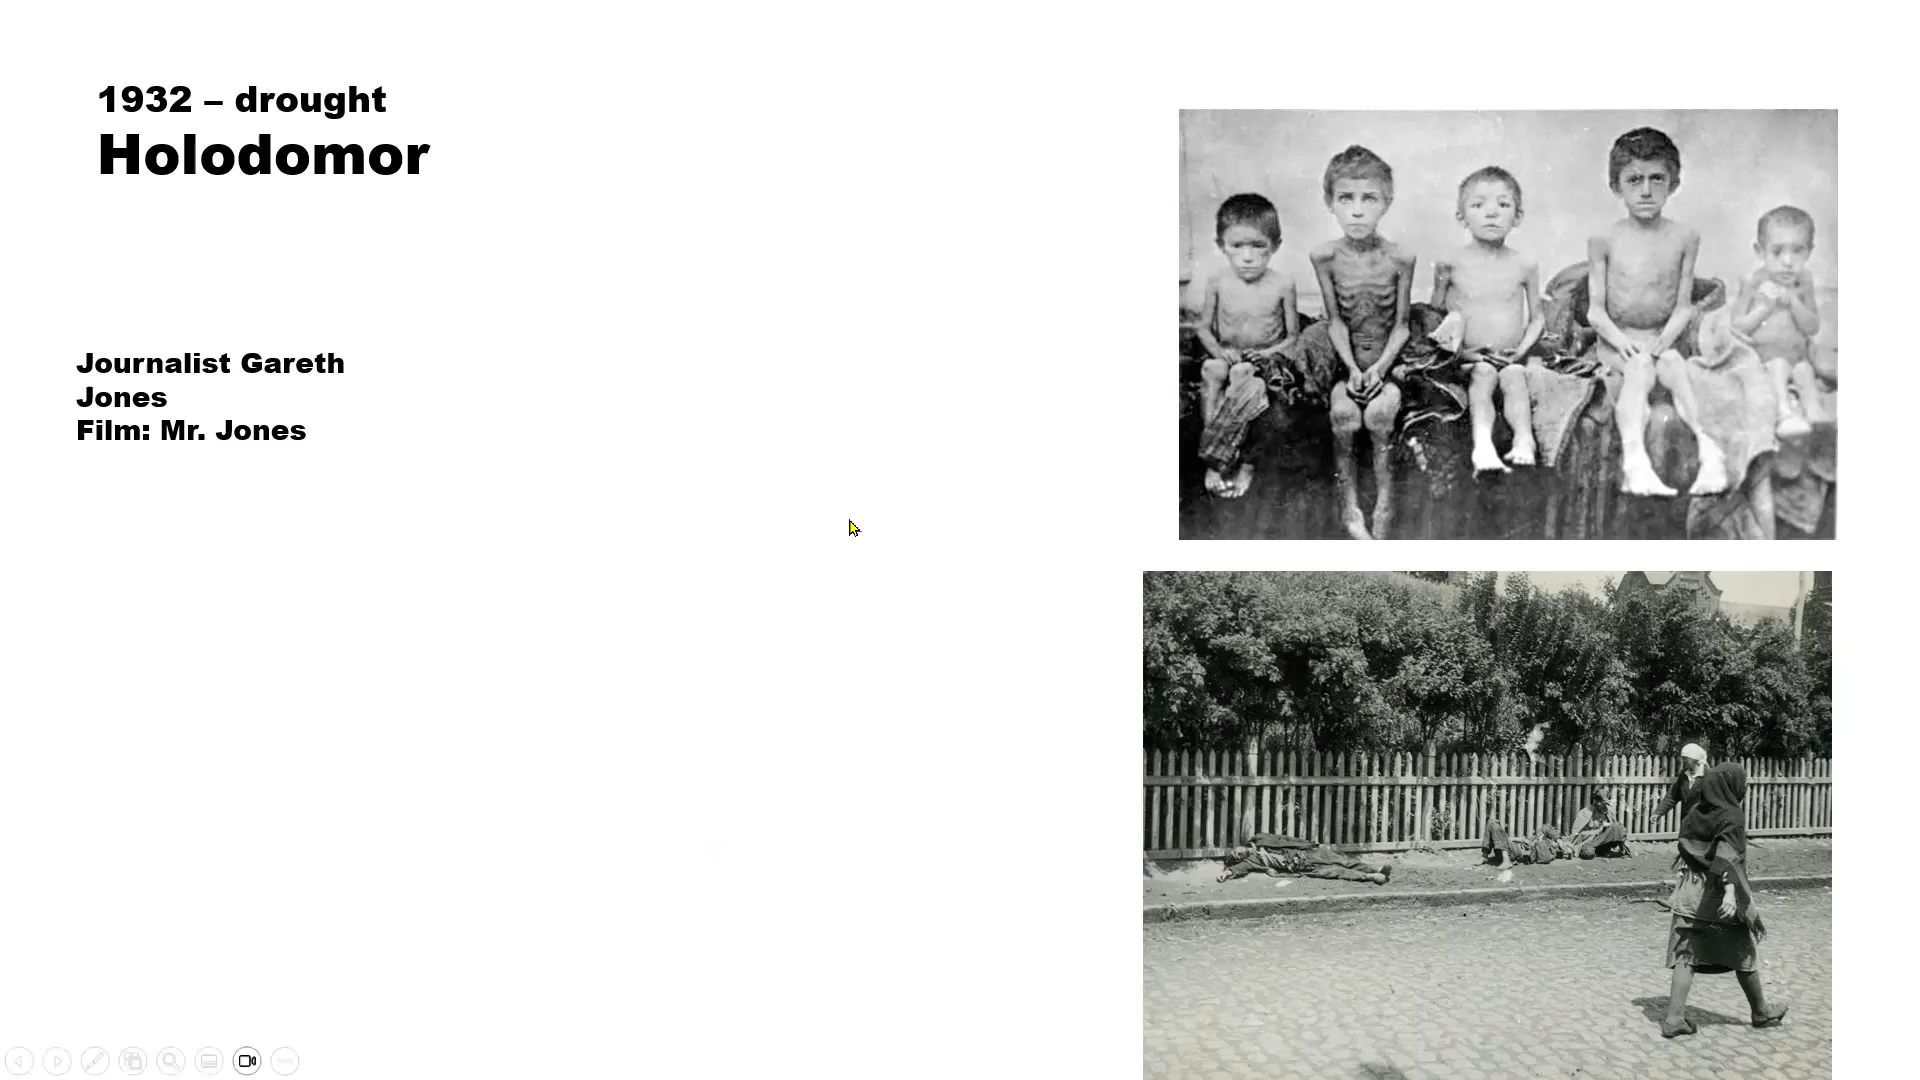 1932 – drought
Holodomor
Journalist Gareth
Jones
Film: Mr. Jones